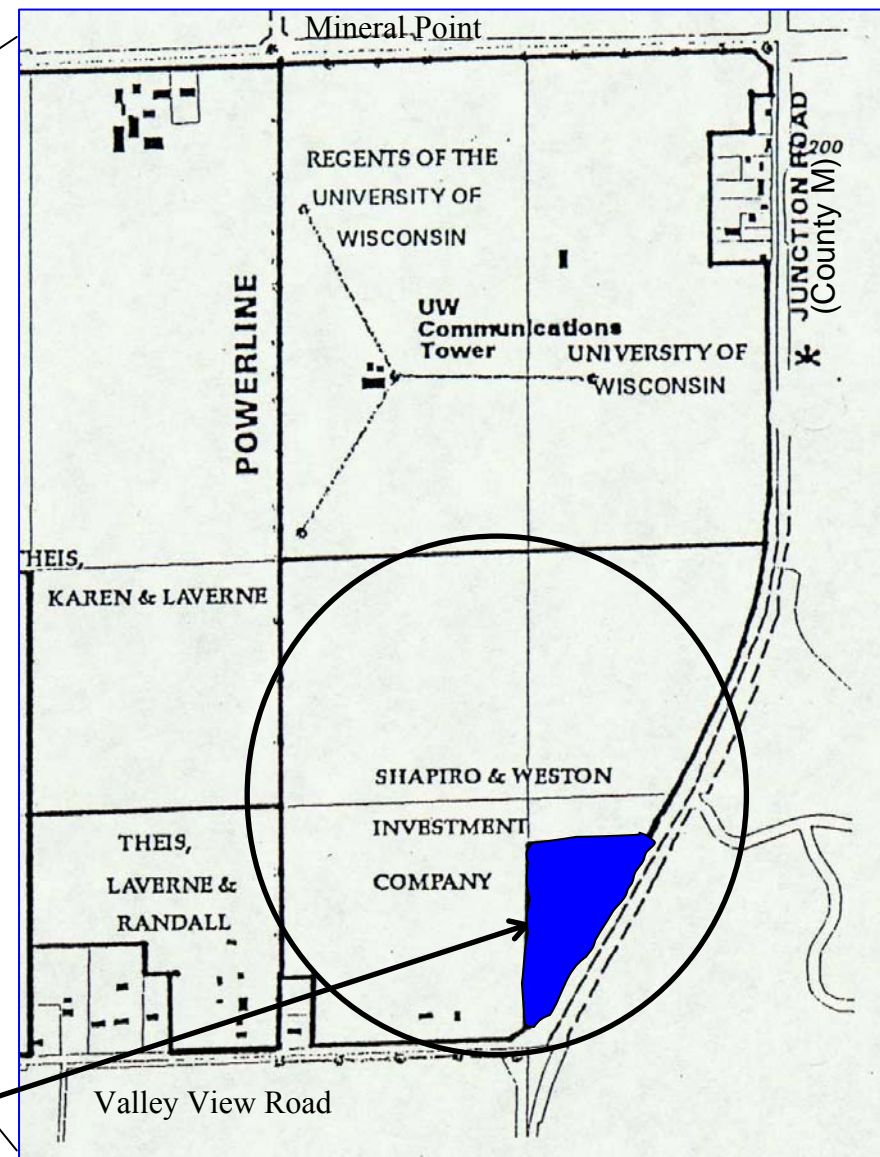 Mineral Point
REGENTS OF THE
UNIVERSITY OF
WISCONSIN
JUNCTION ROAD
(County M)
200
POWERLINE
UW
Communications
Tower
UNIVERSITY OF
WISCONSIN
THEIS,
KAREN & LAVERNE
SHAPIRO & WESTON
INVESTMENT
COMPANY
THEIS,
LAVERNE &
RANDALL
Valley View Road